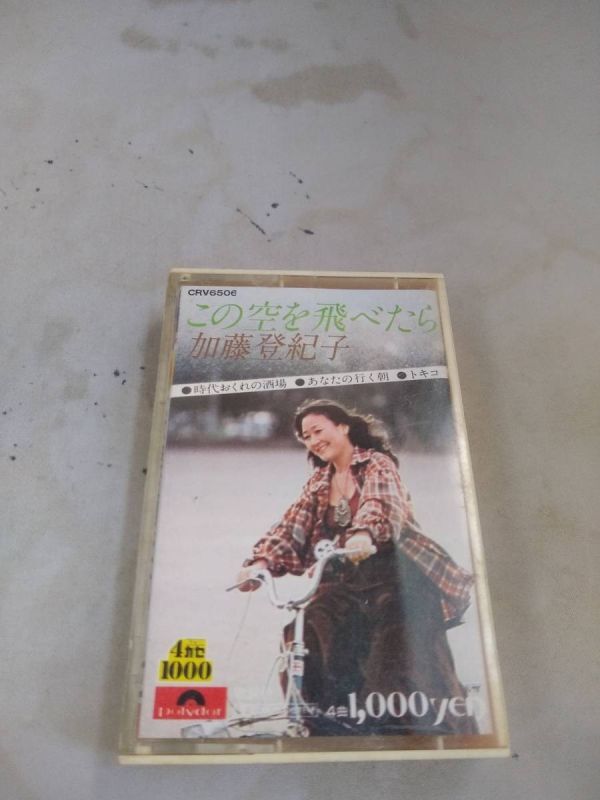 CRV6506
この空を飛べたら
加藤登紀子
●時代おくれの酒場 ●あなたの行く朝 ●トキコ
4カセ
1000
polydor
4曲1,000yen